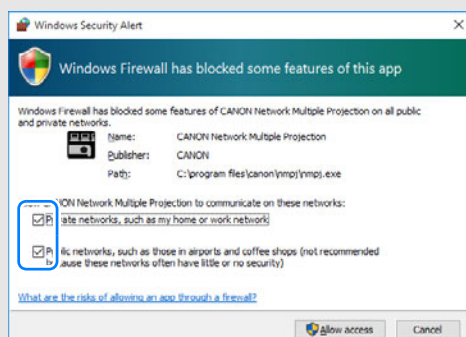 Windows Security Alert
Windows Firewall has blocked some features of this app
Windows Firewall has blocked some features of CANON Network Multiple Projection on all public
and private networks.
Name: CANON Network Multiple Projection
Publisher: CANON
Path: C:\program files\canon\nmpj\nmpj.exe
CANON Network Multiple Projection to communicate on these networks:
Private networks, such as my home or work network
Public networks, such as those in airports and coffee shops (not recommended
because these networks often have little or no security)
What are the risks of allowing an app through a firewall?
Allow access Cancel